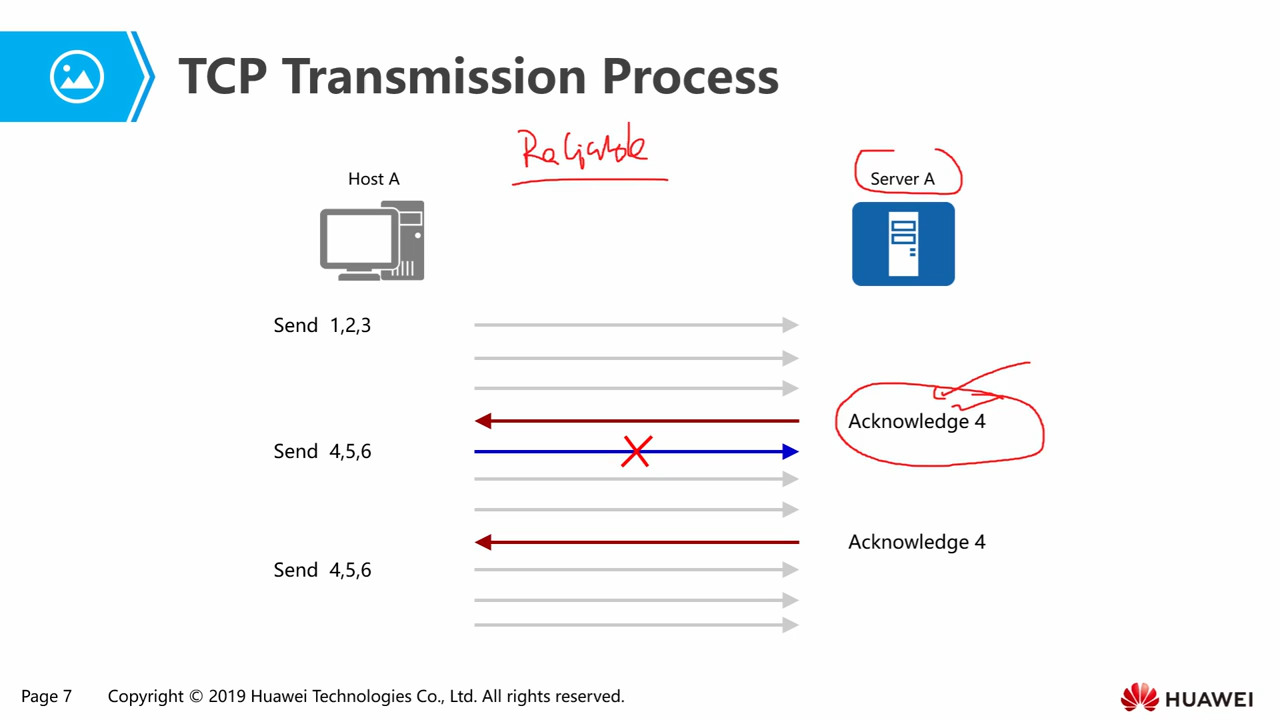 TCP Transmission Process
Reliable
Host A
Server A
Send 1,2,3
Acknowledge 4
Send 4,5,6
Acknowledge 4
Send 4,5,6
Page 7 Copyright © 2019 Huawei Technologies Co., Ltd. All rights reserved.
HUAWEI